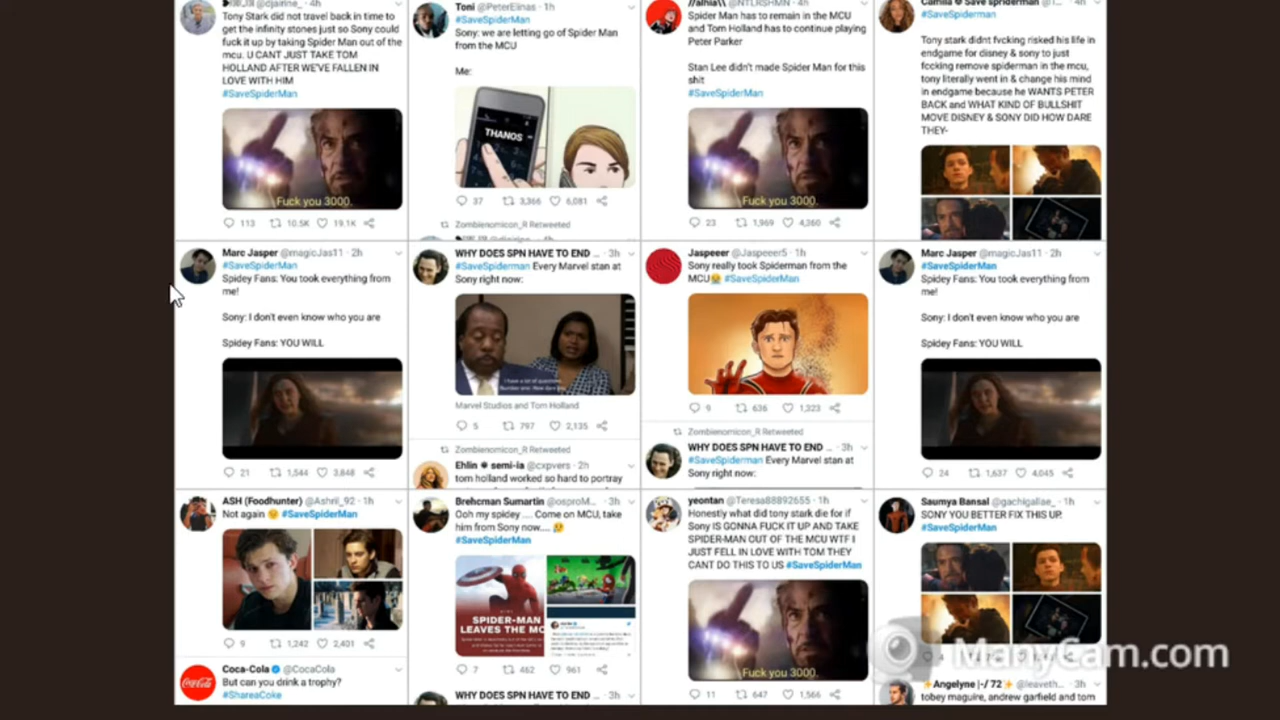 @djairine_ · 4h
Tony Stark did not travel back in time to
get the infinity stones just so Sony could
fuck it up by taking Spider Man out of the
mcu. U CANT JUST TAKE TOM
HOLLAND AFTER WE'VE FALLEN IN
LOVE WITH HIM
#SaveSpiderMan
Fuck you 3000.
113 10.5K 19.1K
Toni @PeterEiinas · 1h
#SaveSpiderMan
Sony: we are letting go of Spider Man
from the MCU
Me:
THANOS
37 3,366 6,081
Zombienomicon_R Retweeted
//alhia\\ @NTLRSHMN · 4h
Spider Man has to remain in the MCU
and Tom Holland has to continue playing
Peter Parker
Stan Lee didn't made Spider Man for this
shit
#SaveSpiderMan
Fuck you 3000.
23 1,969 4,360
Camilla Save spiderman
Tony stark didnt fvcking risked his life in
endgame for disney & sony to just
fccking remove spiderman in the mcu,
tony literally went in & change his mind
in endgame because he WANTS PETER
BACK and WHAT KIND OF BULLSHIT
MOVE DISNEY & SONY DID HOW DARE
THEY-
Marc Jasper @magicJas11 · 2h
#SaveSpiderMan
Spidey Fans: You took everything from
me!
Sony: I don't even know who you are
Spidey Fans: YOU WILL
21 1,544 3,848
WHY DOES SPN HAVE TO END ... · 3h
#SaveSpiderman Every Marvel stan at
Sony right now:
I have a lot of questions.
Number one: How dare you.
Marvel Studios and Tom Holland
5 797 2,135
Zombienomicon_R Retweeted
Ehlin ☀ semi-ia @cxpvers · 2h
tom holland worked so hard to portray
Jaspeeer @Jaspeeer5 · 1h
Sony really took Spiderman from the
MCU😭 #SaveSpiderMan
9 636 1,323
Zombienomicon_R Retweeted
WHY DOES SPN HAVE TO END ... · 3h
#SaveSpiderman Every Marvel stan at
Sony right now:
Marc Jasper @magicJas11 · 2h
#SaveSpiderMan
Spidey Fans: You took everything from
me!
Sony: I don't even know who you are
Spidey Fans: YOU WILL
24 1,637 4,045
ASH (Foodhunter) @Ashril_92 · 1h
Not again 😔 #SaveSpiderMan
9 1,242 2,401
Coca-Cola @CocaCola
But can you drink a trophy?
#ShareaCoke
Coca-Cola
Brehcman Sumartin @osproM... · 3h
Ooh my spidey .... Come on MCU, take
him from Sony now.... 😢
#SaveSpiderMan
SPIDER-MAN
LEAVES THE MC
7 462 961
WHY DOES SPN HAVE TO END ... · 3h
yeontan @Teresa88892655 · 1h
Honestly what did tony stark die for if
Sony IS GONNA FUCK IT UP AND TAKE
SPIDER-MAN OUT OF THE MCU WTF I
JUST FELL IN LOVE WITH TOM THEY
CANT DO THIS TO US #SaveSpiderMan
Fuck you 3000.
11 647 1,566
Saumya Bansal @gachigallae_ · 1h
SONY YOU BETTER FIX THIS UP.
#SaveSpiderMan
ManyCam.com
✨Angelyne |-/ 72✨ @leaveth... · 3h
tobey maguire, andrew garfield and tom